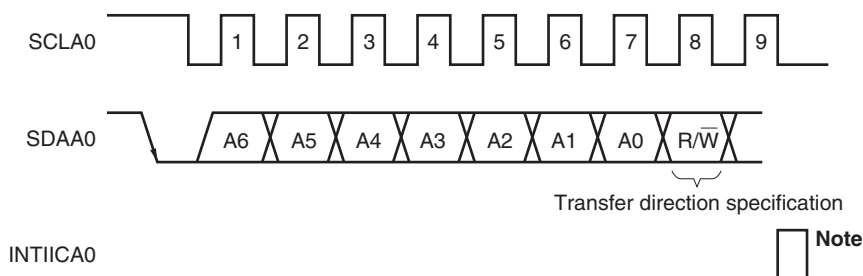 SCLA0 1 2 3 4 5 6 7 8 9
SDAA0 A6 A5 A4 A3 A2 A1 A0 R/W̅
Transfer direction specification
INTIICA0 Note